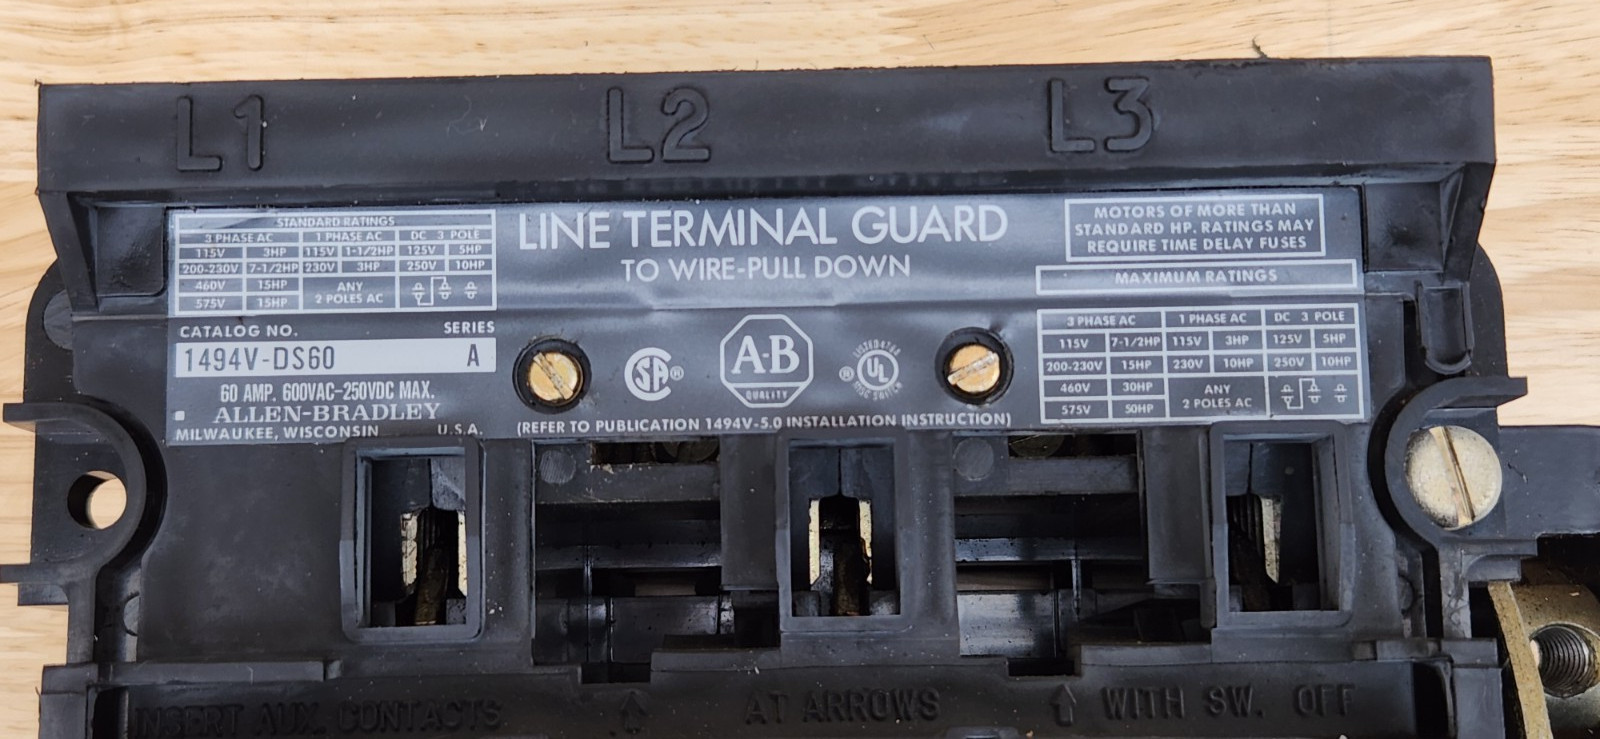 L1 L2 L3
STANDARD RATINGS
3 PHASE AC 1 PHASE AC DC 3 POLE
115V 3HP 115V 1-1/2HP 125V 5HP
200-230V 7-1/2HP 230V 3HP 250V 10HP
460V 15HP ANY
575V 15HP 2 POLES AC
CATALOG NO. SERIES
1494V-DS60 A
60 AMP. 600VAC-250VDC MAX.
ALLEN-BRADLEY
MILWAUKEE, WISCONSIN U.S.A.
LINE TERMINAL GUARD
TO WIRE-PULL DOWN
SA ®
A-B
QUALITY
® LISTED
UL
MISC SWITCH
(REFER TO PUBLICATION 1494V-5.0 INSTALLATION INSTRUCTION)
MOTORS OF MORE THAN
STANDARD HP. RATINGS MAY
REQUIRE TIME DELAY FUSES
MAXIMUM RATINGS
3 PHASE AC 1 PHASE AC DC 3 POLE
115V 7-1/2HP 115V 3HP 125V 5HP
200-230V 15HP 230V 10HP 250V 10HP
460V 30HP ANY
575V 50HP 2 POLES AC
INSERT AUX. CONTACTS ↑ AT ARROWS ↑ WITH SW. OFF